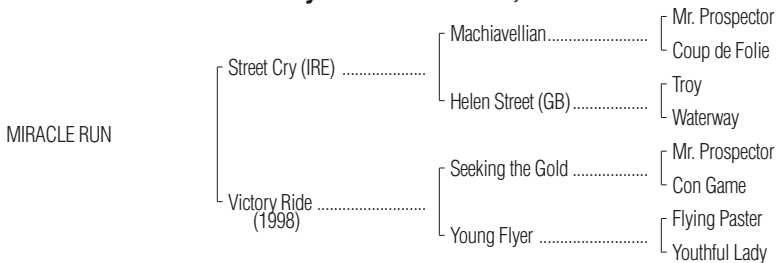 Mr. Prospector
Machiavellian......................
Coup de Folie
Street Cry (IRE) ....................
Troy
Helen Street (GB)..................
Waterway
MIRACLE RUN
Mr. Prospector
Seeking the Gold ..................
Con Game
Victory Ride ..........................
(1998)
Flying Paster
Young Flyer ..........................
Youthful Lady